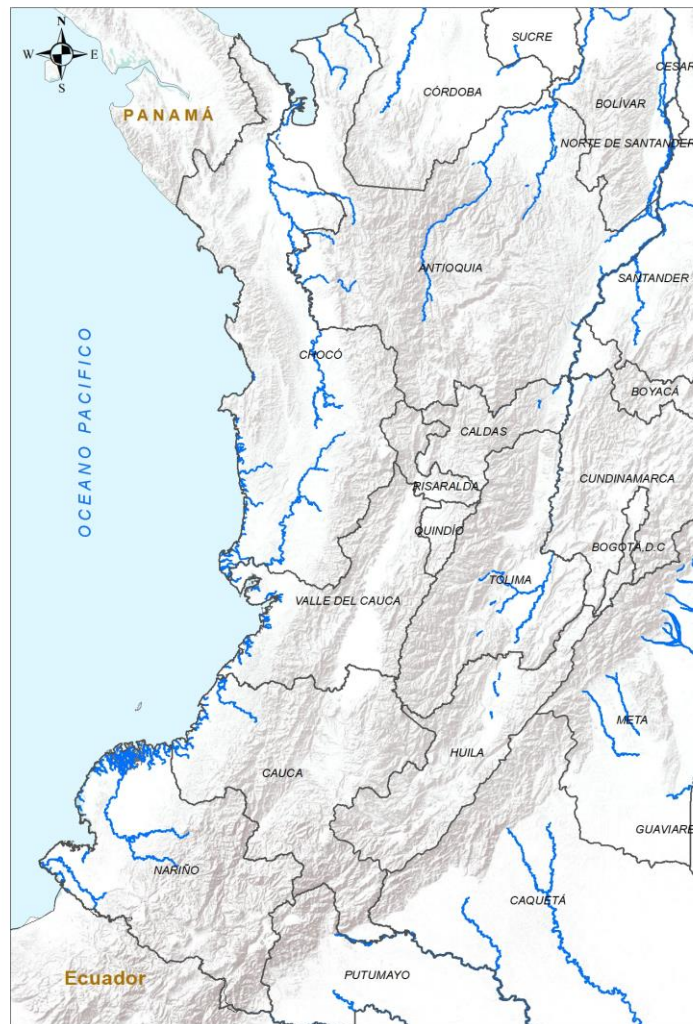 N
W E
S
SUCRE
CESAR
CÓRDOBA
BOLÍVAR
PANAMÁ
NORTE DE SANTANDER
ANTIOQUIA
SANTANDER
OCEANO PACIFICO
CHOCÓ
BOYACÁ
CALDAS
CUNDINAMARCA
RISARALDA
QUINDÍO
BOGOTÁ, D.C
TOLIMA
VALLE DEL CAUCA
META
HUILA
CAUCA
GUAVIARE
NARIÑO
CAQUETÁ
PUTUMAYO
Ecuador